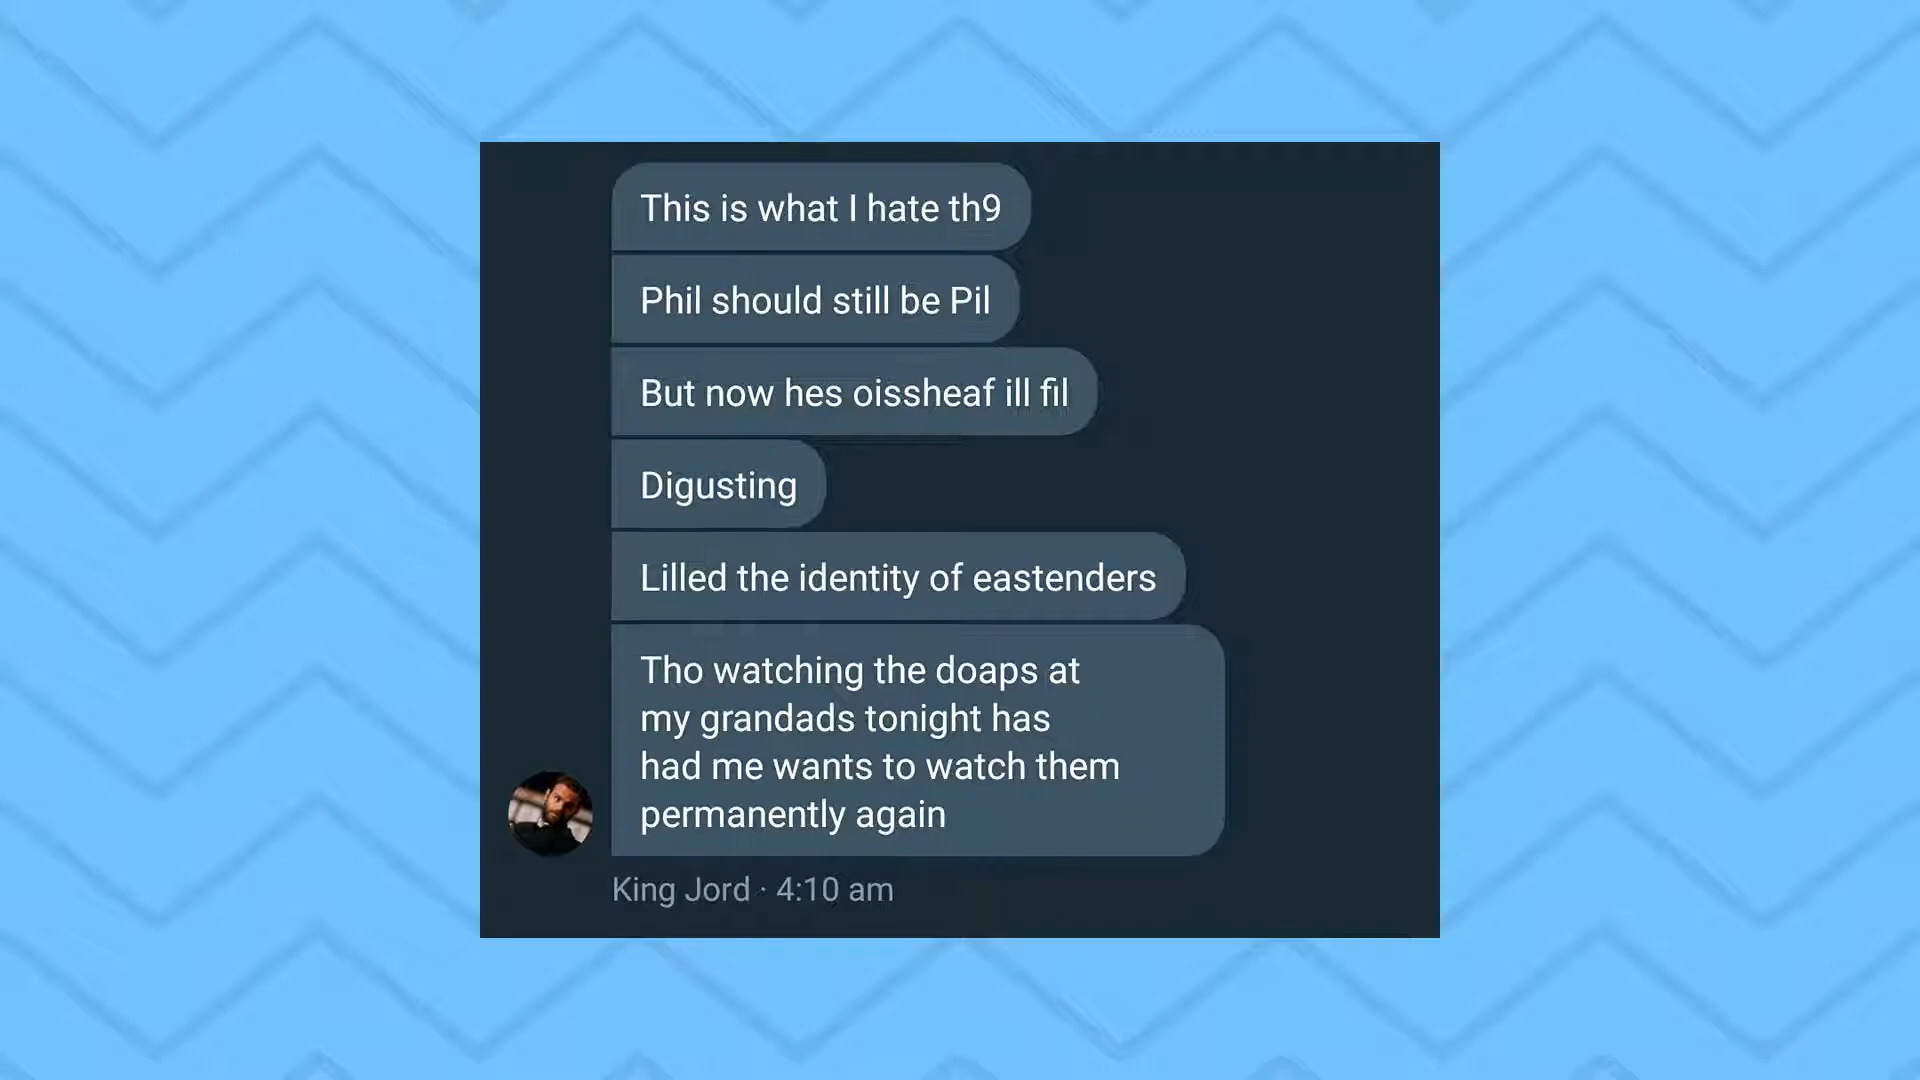 This is what I hate th9
Phil should still be Pil
But now hes oissheaf ill fil
Digusting
Lilled the identity of eastenders
Tho watching the doaps at
my grandads tonight has
had me wants to watch them
permanently again
King Jord · 4:10 am